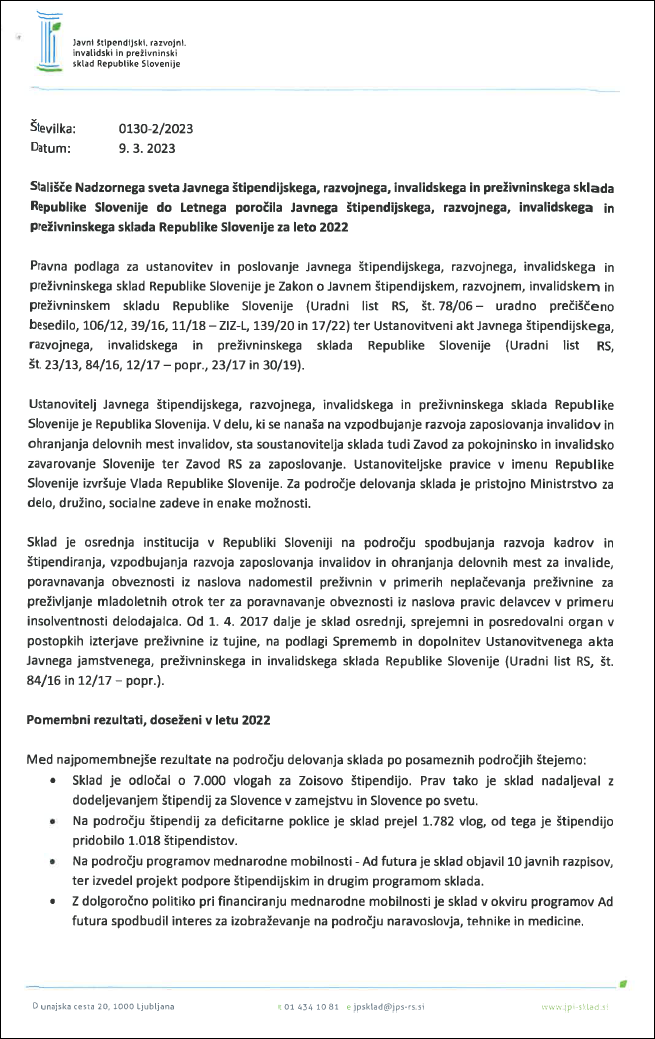 Javni štipendijski, razvojni,
invalidski in preživninski
sklad Republike Slovenije
Številka: 0130-2/2023
Datum: 9. 3. 2023
Stališče Nadzornega sveta Javnega štipendijskega, razvojnega, invalidskega in preživninskega sklada
Republike Slovenije do Letnega poročila Javnega štipendijskega, razvojnega, invalidskega in
preživninskega sklada Republike Slovenije za leto 2022
Pravna podlaga za ustanovitev in poslovanje Javnega štipendijskega, razvojnega, invalidskega in
preživninskega sklad Republike Slovenije je Zakon o Javnem štipendijskem, razvojnem, invalidskem in
preživninskem skladu Republike Slovenije (Uradni list RS, št. 78/06 – uradno prečiščeno
besedilo, 106/12, 39/16, 11/18 – ZIZ-L, 139/20 in 17/22) ter Ustanovitveni akt Javnega štipendijskega,
razvojnega, invalidskega in preživninskega sklada Republike Slovenije (Uradni list RS,
št. 23/13, 84/16, 12/17 – popr., 23/17 in 30/19).
Ustanovitelj Javnega štipendijskega, razvojnega, invalidskega in preživninskega sklada Republike
Slovenije je Republika Slovenija. V delu, ki se nanaša na vzpodbujanje razvoja zaposlovanja invalidov in
ohranjanja delovnih mest invalidov, sta soustanovitelja sklada tudi Zavod za pokojninsko in invalidsko
zavarovanje Slovenije ter Zavod RS za zaposlovanje. Ustanoviteljske pravice v imenu Republike
Slovenije izvršuje Vlada Republike Slovenije. Za področje delovanja sklada je pristojno Ministrstvo za
delo, družino, socialne zadeve in enake možnosti.
Sklad je osrednja institucija v Republiki Sloveniji na področju spodbujanja razvoja kadrov in
štipendiranja, vzpodbujanja razvoja zaposlovanja invalidov in ohranjanja delovnih mest za invalide,
poravnavanja obveznosti iz naslova nadomestil preživnin v primerih neplačevanja preživnine za
preživljanje mladoletnih otrok ter za poravnavanje obveznosti iz naslova pravic delavcev v primeru
insolventnosti delodajalca. Od 1. 4. 2017 dalje je sklad osrednji, sprejemni in posredovalni organ v
postopkih izterjave preživnine iz tujine, na podlagi Sprememb in dopolnitev Ustanovitvenega akta
Javnega jamstvenega, preživninskega in invalidskega sklada Republike Slovenije (Uradni list RS, št.
84/16 in 12/17 – popr.).
Pomembni rezultati, doseženi v letu 2022
Med najpomembnejše rezultate na področju delovanja sklada po posameznih področjih štejemo:
• Sklad je odločal o 7.000 vlogah za Zoisovo štipendijo. Prav tako je sklad nadaljeval z
dodeljevanjem štipendij za Slovence v zamejstvu in Slovence po svetu.
• Na področju štipendij za deficitarne poklice je sklad prejel 1.782 vlog, od tega je štipendijo
pridobilo 1.018 štipendistov.
• Na področju programov mednarodne mobilnosti - Ad futura je sklad objavil 10 javnih razpisov,
ter izvedel projekt podpore štipendijskim in drugim programom sklada.
• Z dolgoročno politiko pri financiranju mednarodne mobilnosti je sklad v okviru programov Ad
futura spodbudil interes za izobraževanje na področju naravoslovja, tehnike in medicine.
Dunajska cesta 20, 1000 Ljubljana t 01 434 10 81 e jpsklad@jps-rs.si www.jpi-sklad.si